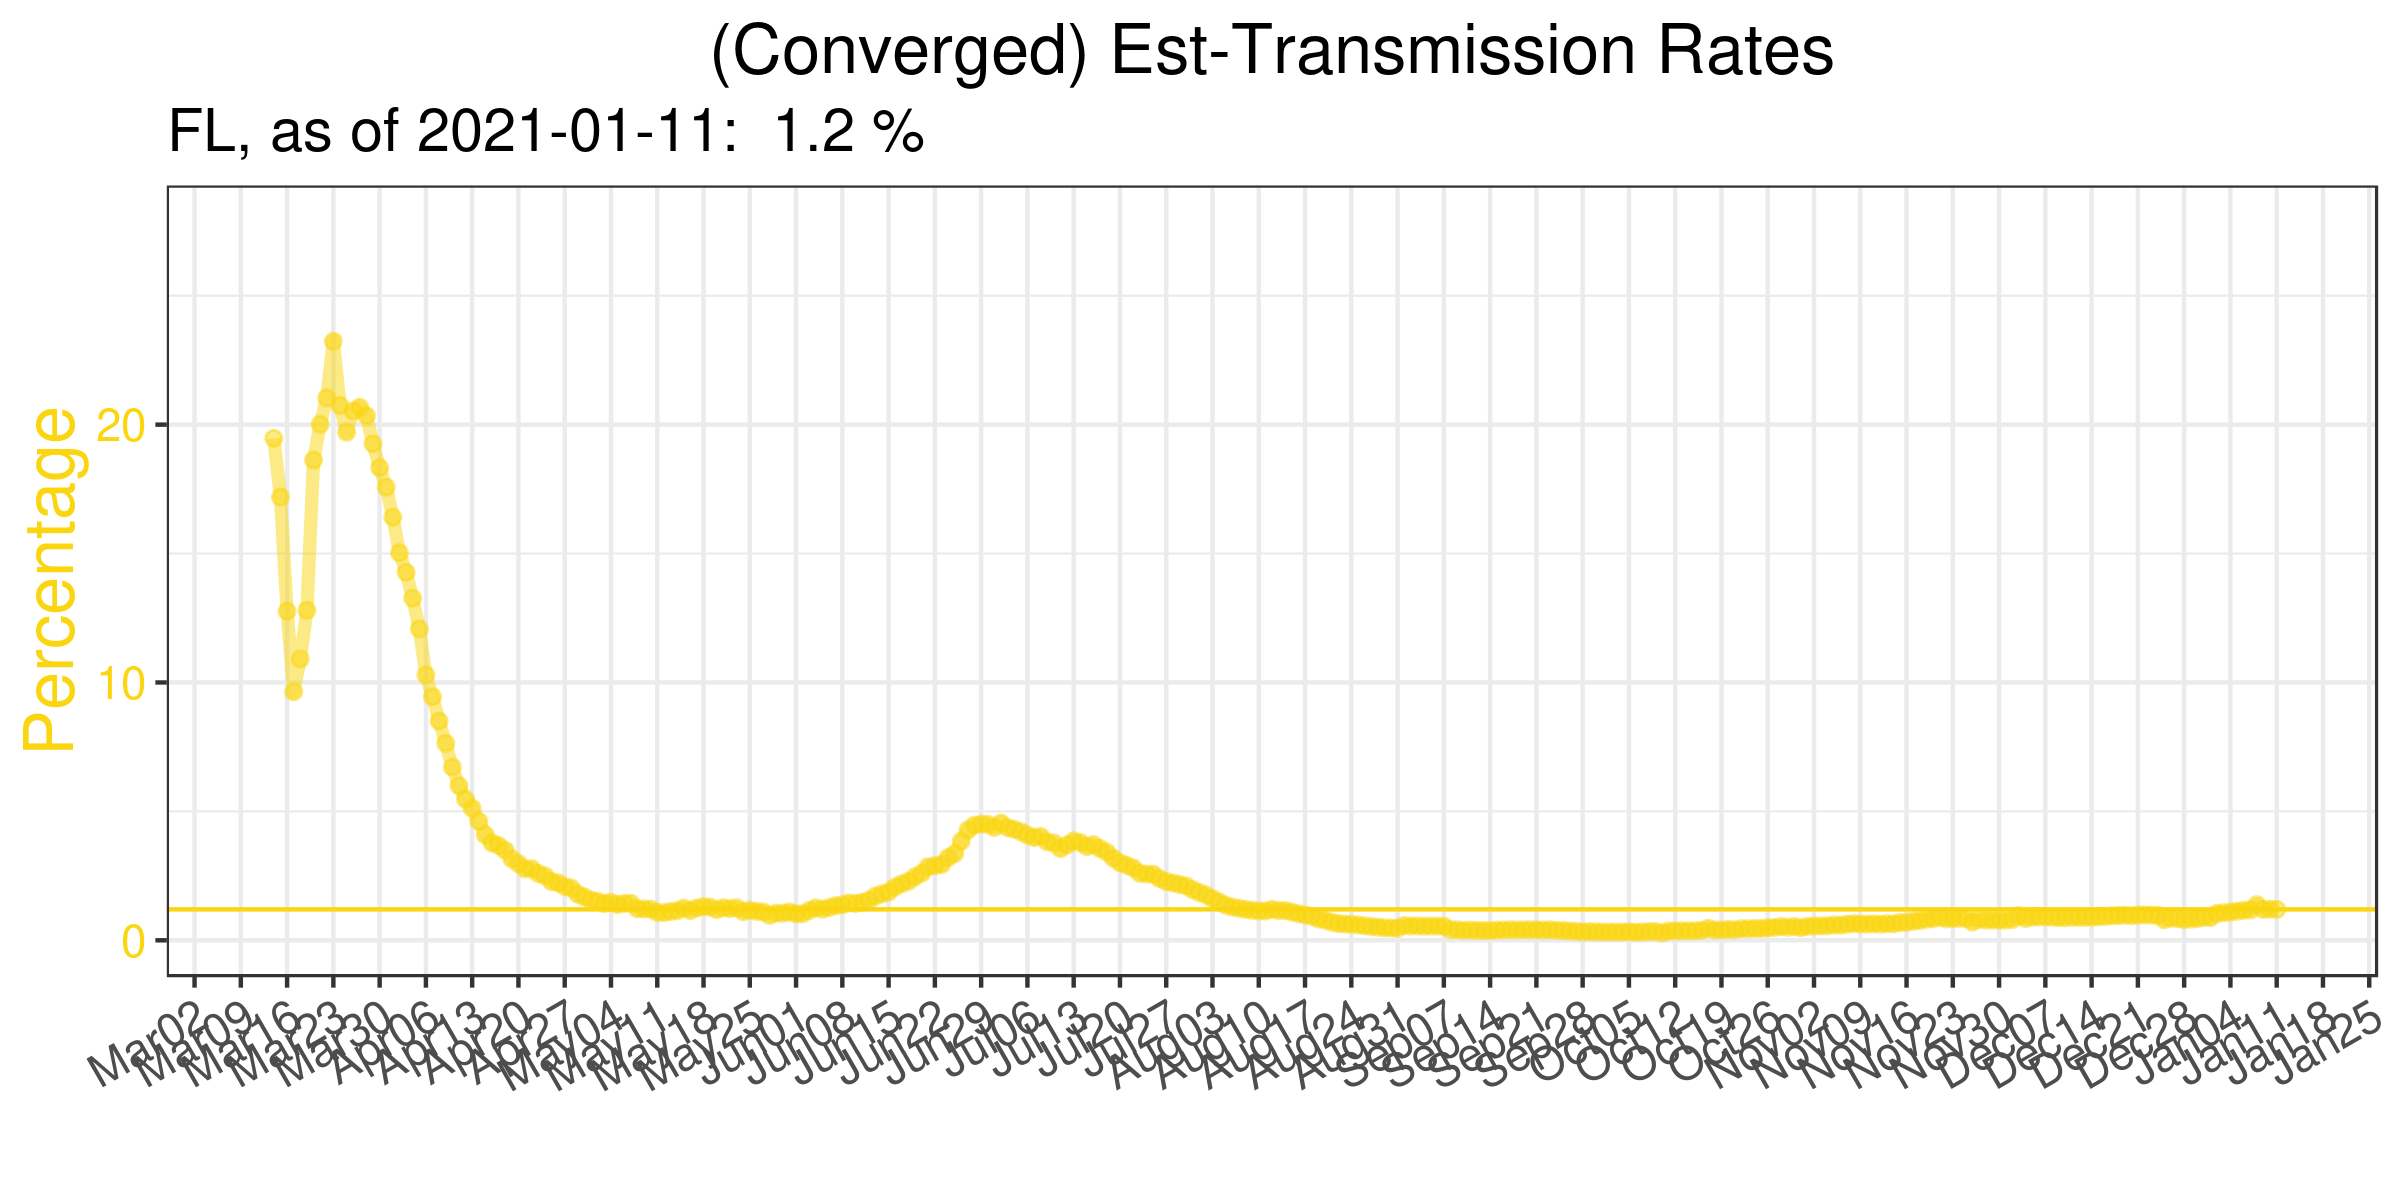 (Converged) Est-Transmission Rates
FL, as of 2021-01-11: 1.2 %
Percentage
20
10
0
Mar02
Mar09
Mar16
Mar23
Mar30
Apr06
Apr13
Apr20
Apr27
May04
May11
May18
May25
Jun01
Jun08
Jun15
Jun22
Jun29
Jul06
Jul13
Jul20
Jul27
Aug03
Aug10
Aug17
Aug24
Aug31
Sep07
Sep14
Sep21
Sep28
Oct05
Oct12
Oct19
Oct26
Nov02
Nov09
Nov16
Nov23
Nov30
Dec07
Dec14
Dec21
Dec28
Jan04
Jan11
Jan18
Jan25